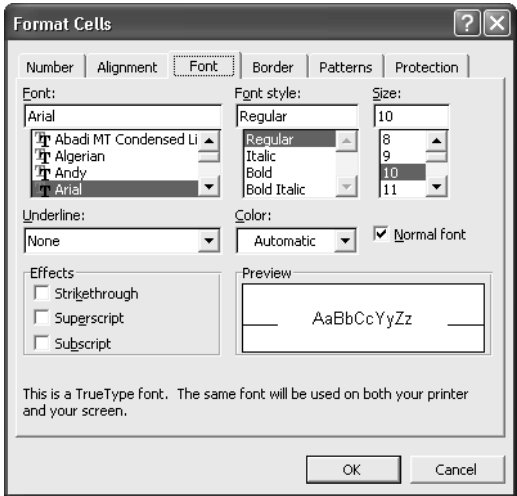 Format Cells
Number Alignment Font Border Patterns Protection
Font: Font style: Size:
Arial Regular 10
Abadi MT Condensed Li Regular 8
Algerian Italic 9
Andy Bold 10
Arial Bold Italic 11
Underline: Color:
None Automatic Normal font
Effects Preview
Strikethrough
Superscript AaBbCcYyZz
Subscript
This is a TrueType font. The same font will be used on both your printer
and your screen.
OK Cancel